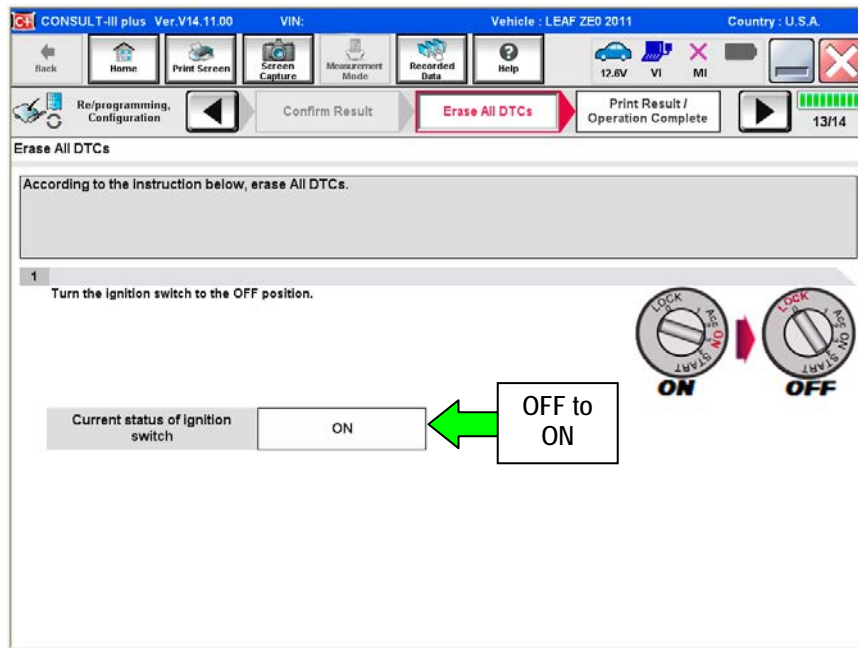 CONSULT-III plus Ver.V14.11.00 VIN: Vehicle : LEAF ZE0 2011 Country : U.S.A.
Back
Home
Print Screen
Screen
Capture
Measurement
Mode
Recorded
Data
Help
12.6V
VI
MI
Re/programming,
Configuration
Confirm Result
Erase All DTCs
Print Result /
Operation Complete
13/14
Erase All DTCs
According to the instruction below, erase All DTCs.
1
Turn the ignition switch to the OFF position.
LOCK 0 Acc ON START
ON
LOCK 0 Acc ON START
OFF
Current status of ignition
switch
ON
OFF to
ON